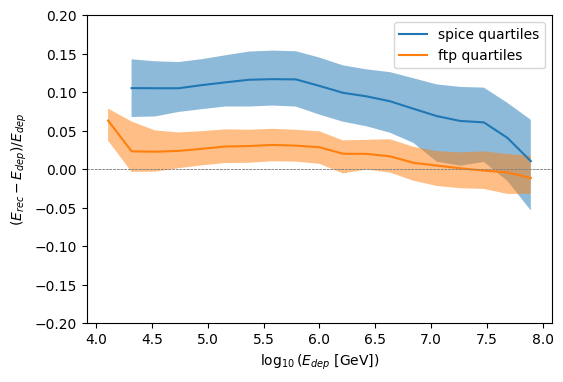 0.20
0.15
0.10
0.05
0.00
−0.05
−0.10
−0.15
−0.20
(E_rec − E_dep)/E_dep
spice quartiles
ftp quartiles
4.0 4.5 5.0 5.5 6.0 6.5 7.0 7.5 8.0
log₁₀(E_dep [GeV])